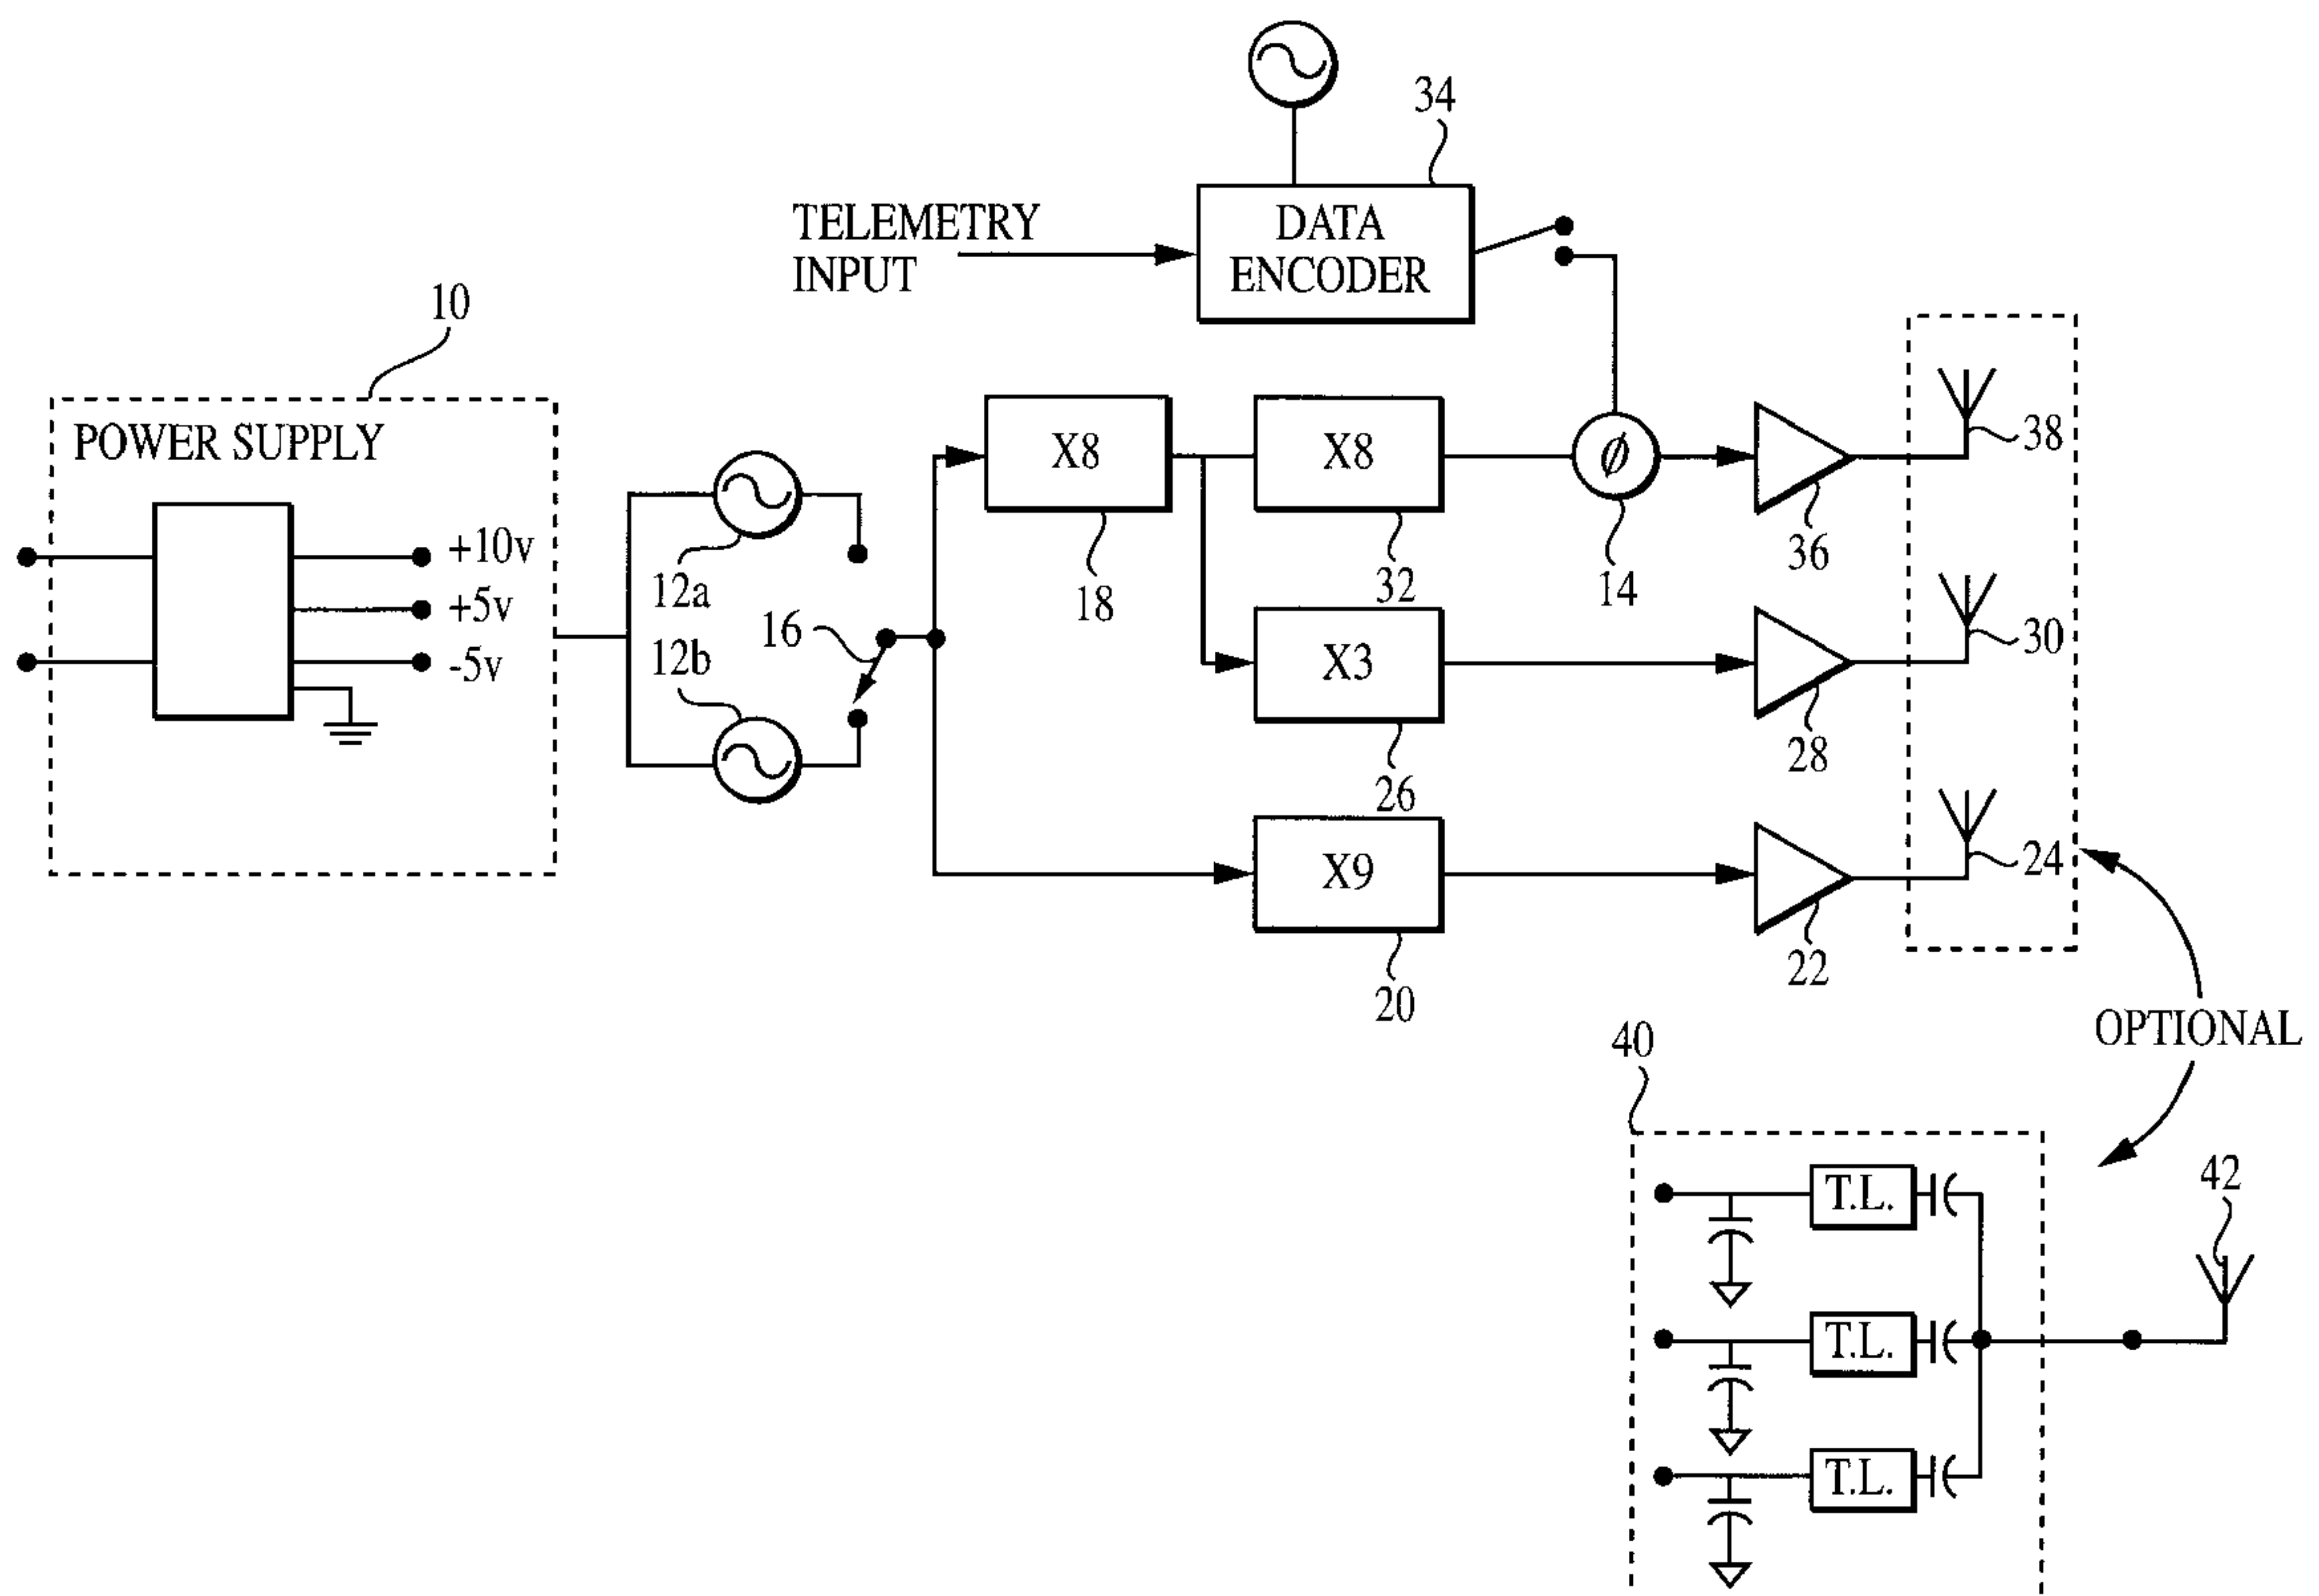 34
TELEMETRY
INPUT
DATA
ENCODER
10
POWER SUPPLY
+10v
+5v
-5v
12a
12b
16
X8
18
X8
32
ϕ
14
36
38
X3
26
28
30
X9
20
22
24
OPTIONAL
40
T.L.
T.L.
T.L.
42